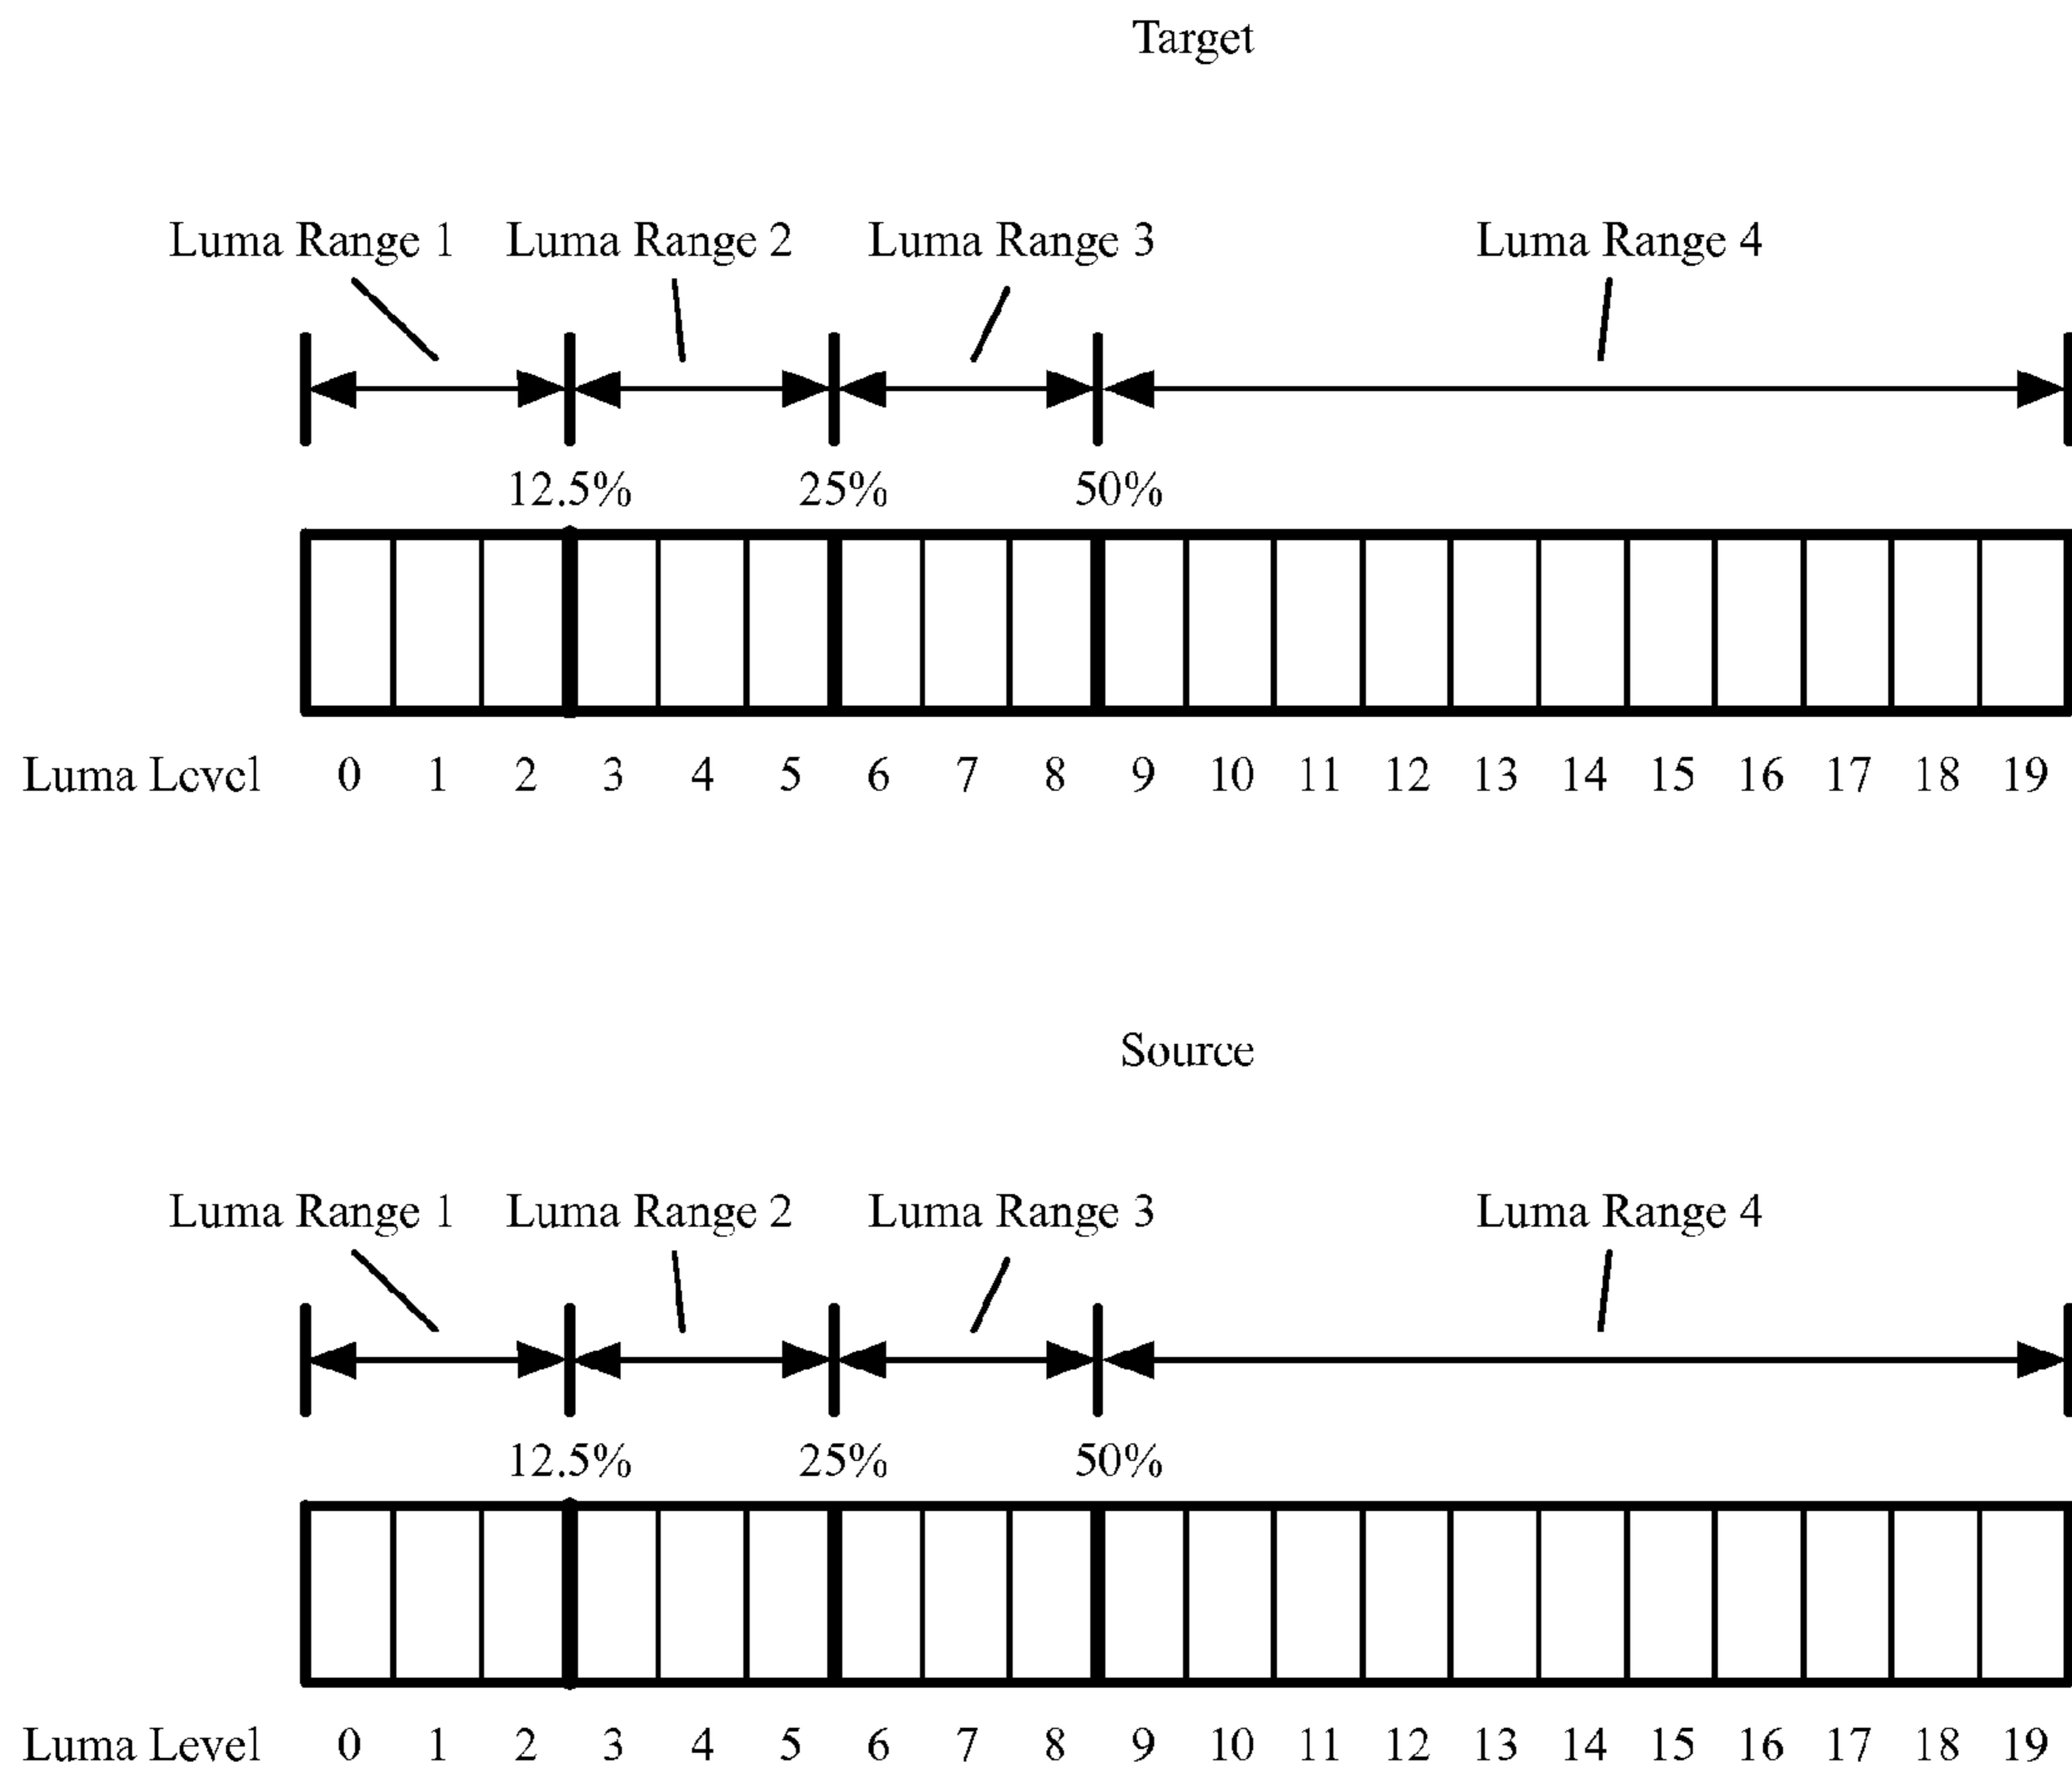 Target
Luma Range 1 Luma Range 2 Luma Range 3 Luma Range 4
12.5% 25% 50%
Luma Level 0 1 2 3 4 5 6 7 8 9 10 11 12 13 14 15 16 17 18 19
Source
Luma Range 1 Luma Range 2 Luma Range 3 Luma Range 4
12.5% 25% 50%
Luma Level 0 1 2 3 4 5 6 7 8 9 10 11 12 13 14 15 16 17 18 19